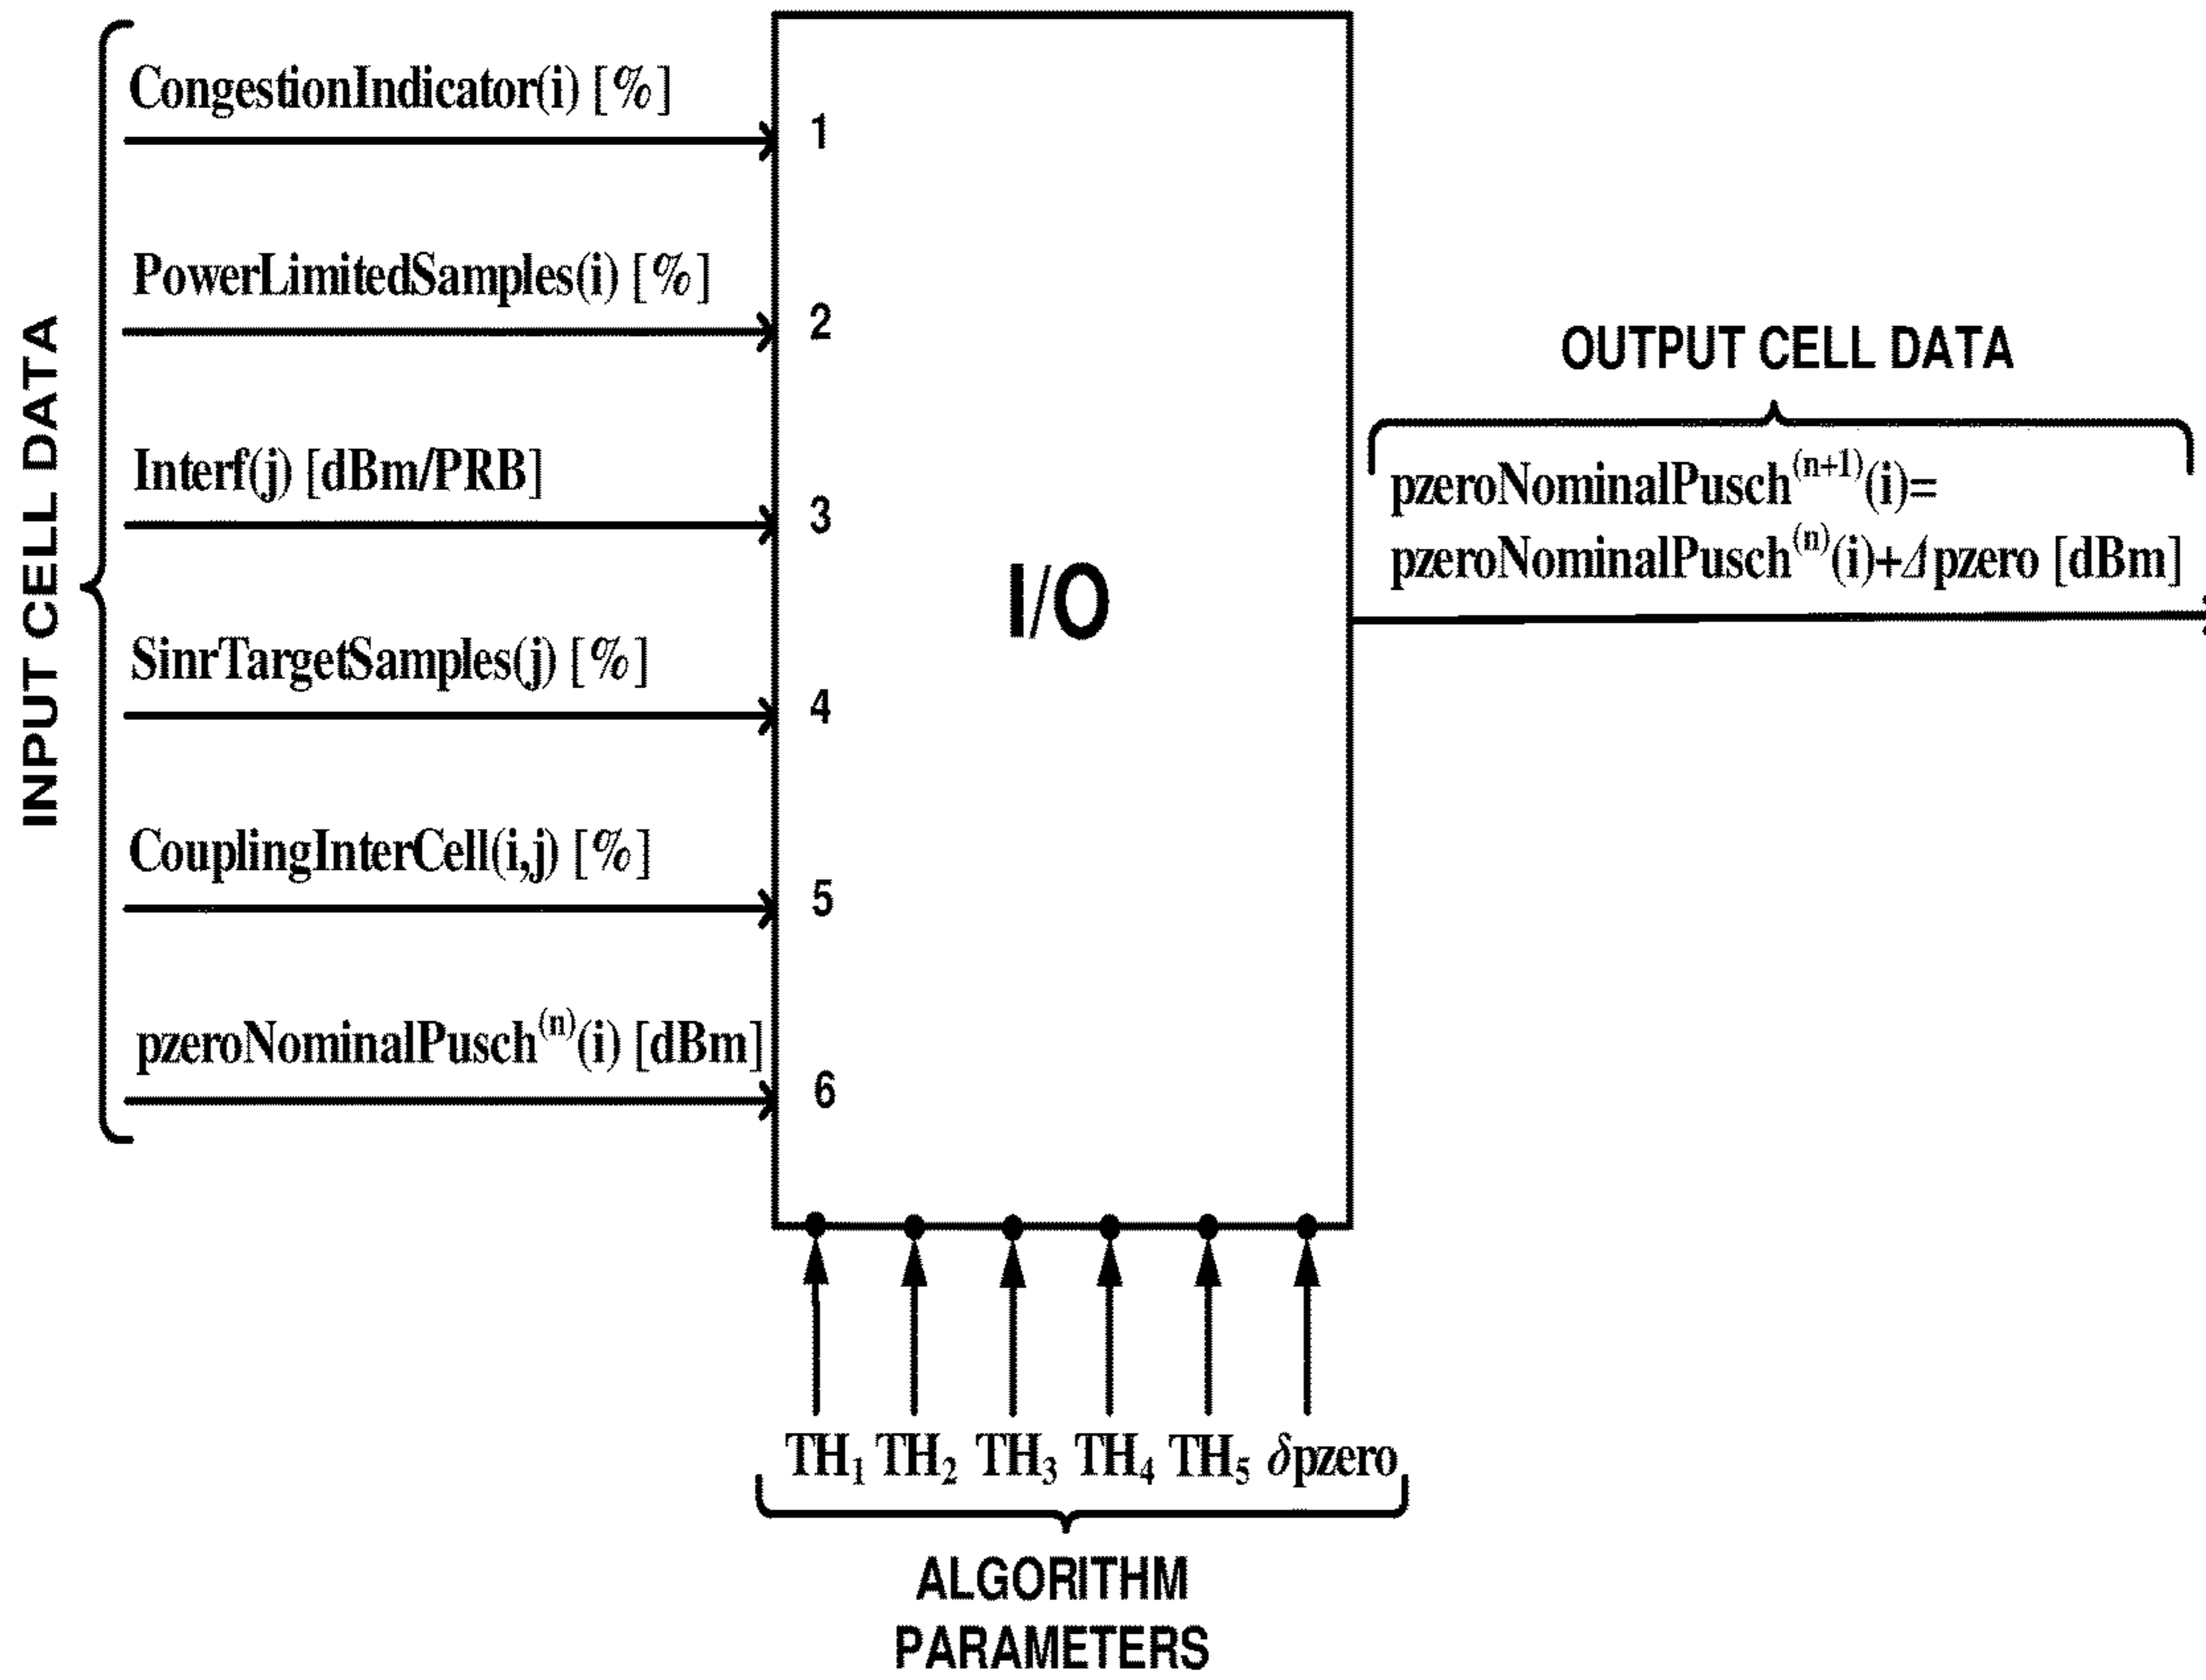 INPUT CELL DATA
CongestionIndicator(i) [%]
1
PowerLimitedSamples(i) [%]
2
Interf(j) [dBm/PRB]
3
SinrTargetSamples(j) [%]
4
CouplingInterCell(i,j) [%]
5
pzeroNominalPusch^(n)(i) [dBm]
6
I/O
OUTPUT CELL DATA
pzeroNominalPusch^(n+1)(i)=
pzeroNominalPusch^(n)(i)+Δpzero [dBm]
TH₁ TH₂ TH₃ TH₄ TH₅ δpzero
ALGORITHM
PARAMETERS